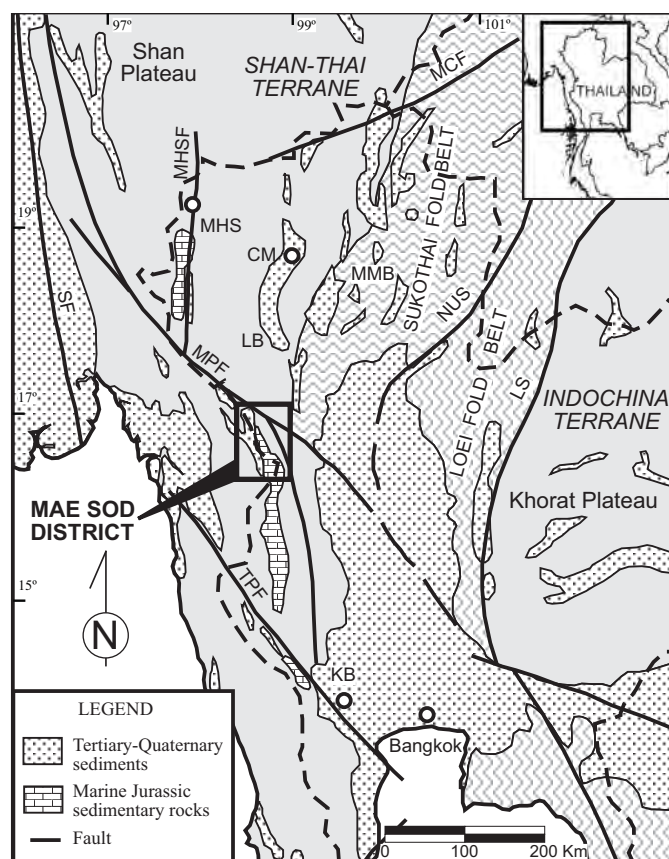 97º
99º
101º
Shan
Plateau
SHAN-THAI
TERRANE
MCF
THAILAND
MHSF
19º
MHS
CM
MMB
SUKOTHAI FOLD BELT
NUS
SF
LB
MPF
LOEI FOLD BELT
LS
INDOCHINA
TERRANE
17º
Khorat Plateau
MAE SOD
DISTRICT
TPF
15º
N
KB
Bangkok
LEGEND
Tertiary-Quaternary
sediments
Marine Jurassic
sedimentary rocks
Fault
0 100 200 Km